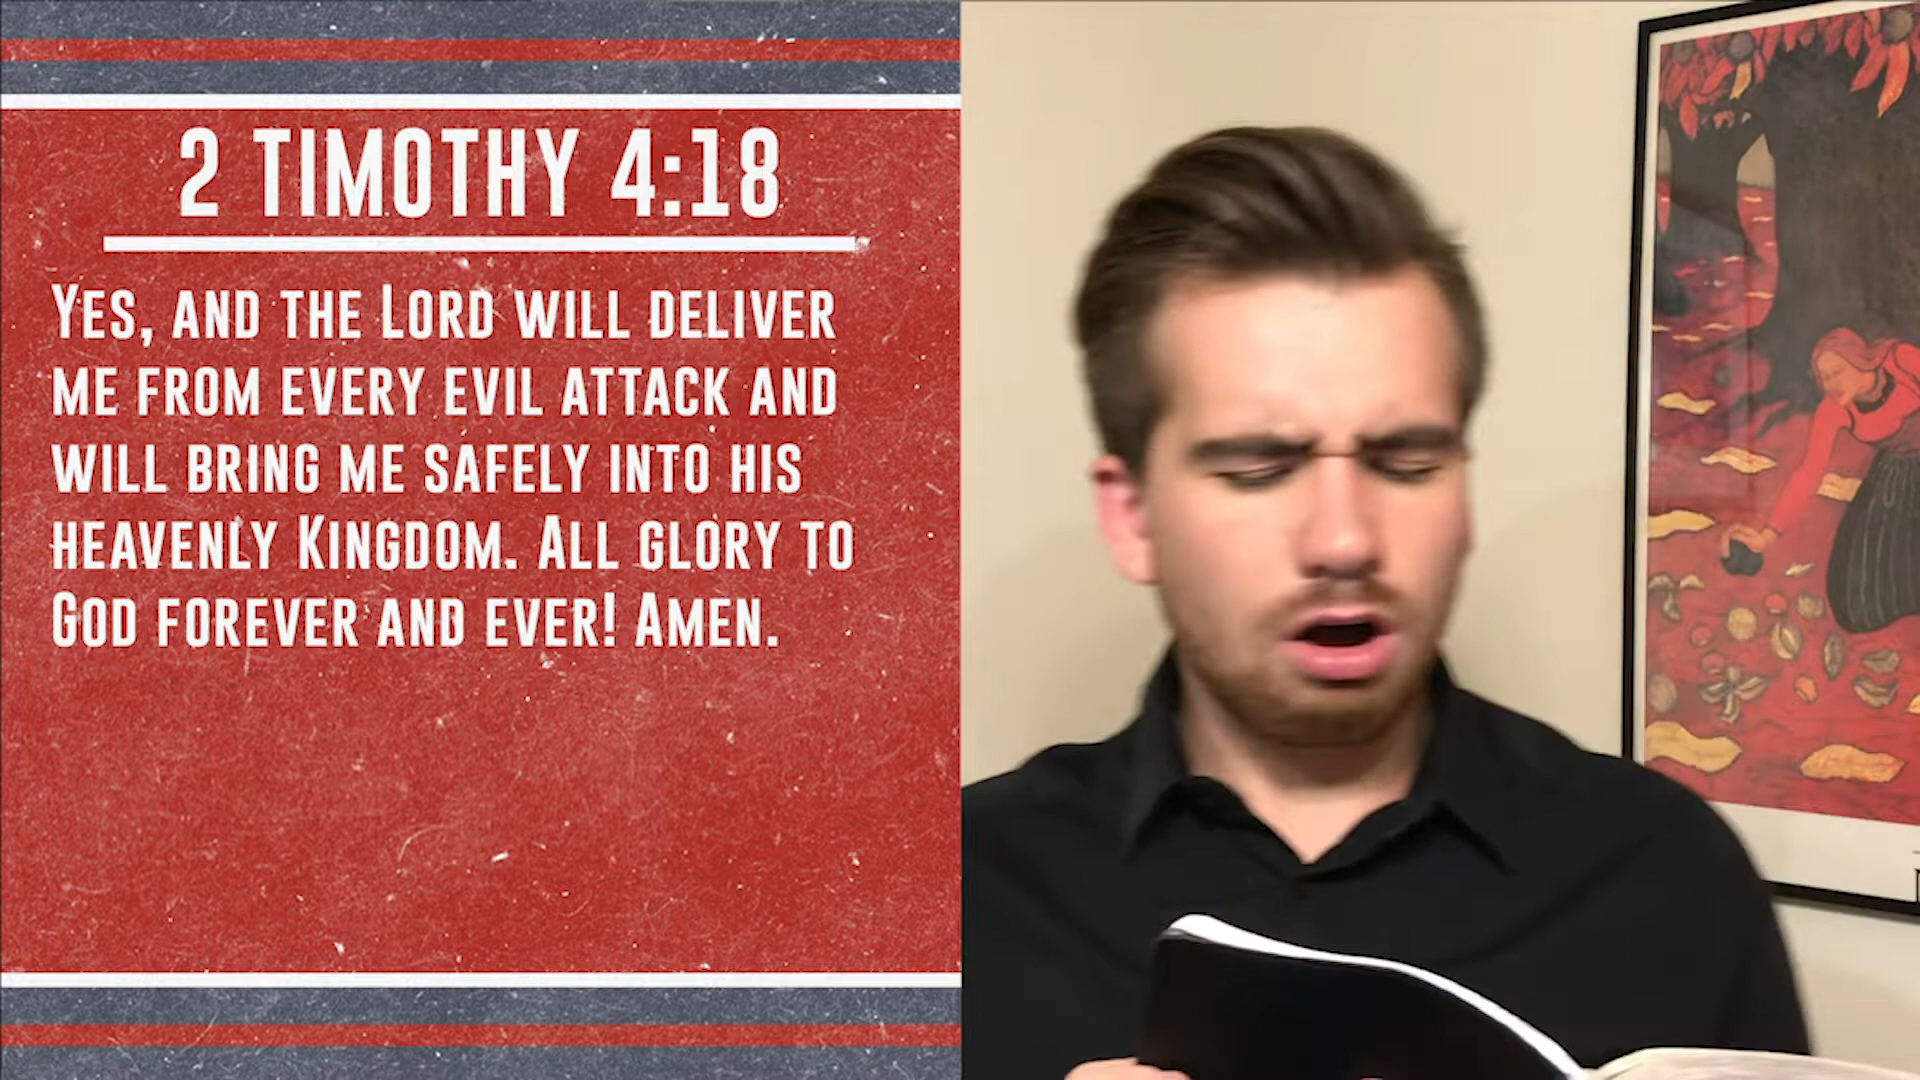 2 TIMOTHY 4:18
YES, AND THE LORD WILL DELIVER
ME FROM EVERY EVIL ATTACK AND
WILL BRING ME SAFELY INTO HIS
HEAVENLY KINGDOM. ALL GLORY TO
GOD FOREVER AND EVER! AMEN.